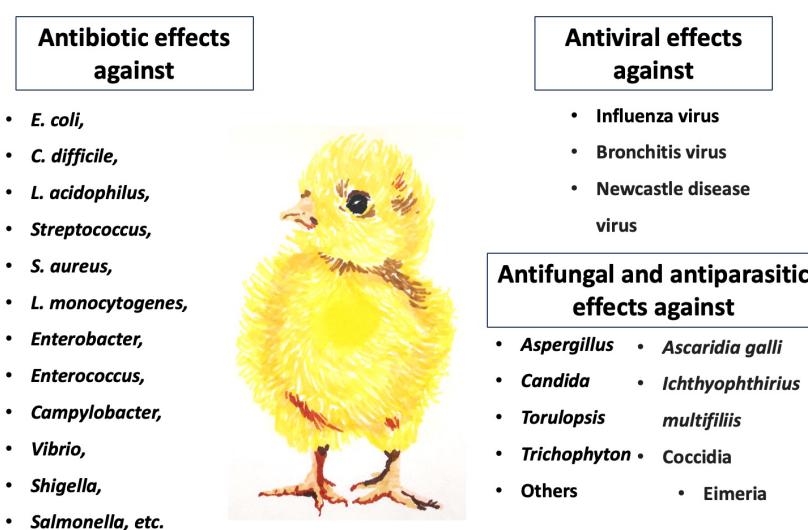 Antibiotic effects
against
• E. coli,
• C. difficile,
• L. acidophilus,
• Streptococcus,
• S. aureus,
• L. monocytogenes,
• Enterobacter,
• Enterococcus,
• Campylobacter,
• Vibrio,
• Shigella,
• Salmonella, etc.
Antiviral effects
against
• Influenza virus
• Bronchitis virus
• Newcastle disease
virus
Antifungal and antiparasitic
effects against
• Aspergillus
• Candida
• Torulopsis
• Trichophyton
• Others
• Ascaridia galli
• Ichthyophthirius
multifiliis
• Coccidia
• Eimeria